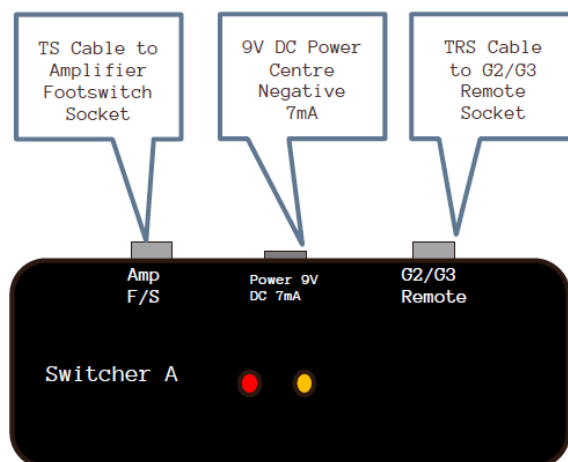 TS Cable to
Amplifier
Footswitch
Socket
9V DC Power
Centre
Negative
7mA
TRS Cable
to G2/G3
Remote
Socket
Amp
F/S
Power 9V
DC 7mA
G2/G3
Remote
Switcher A